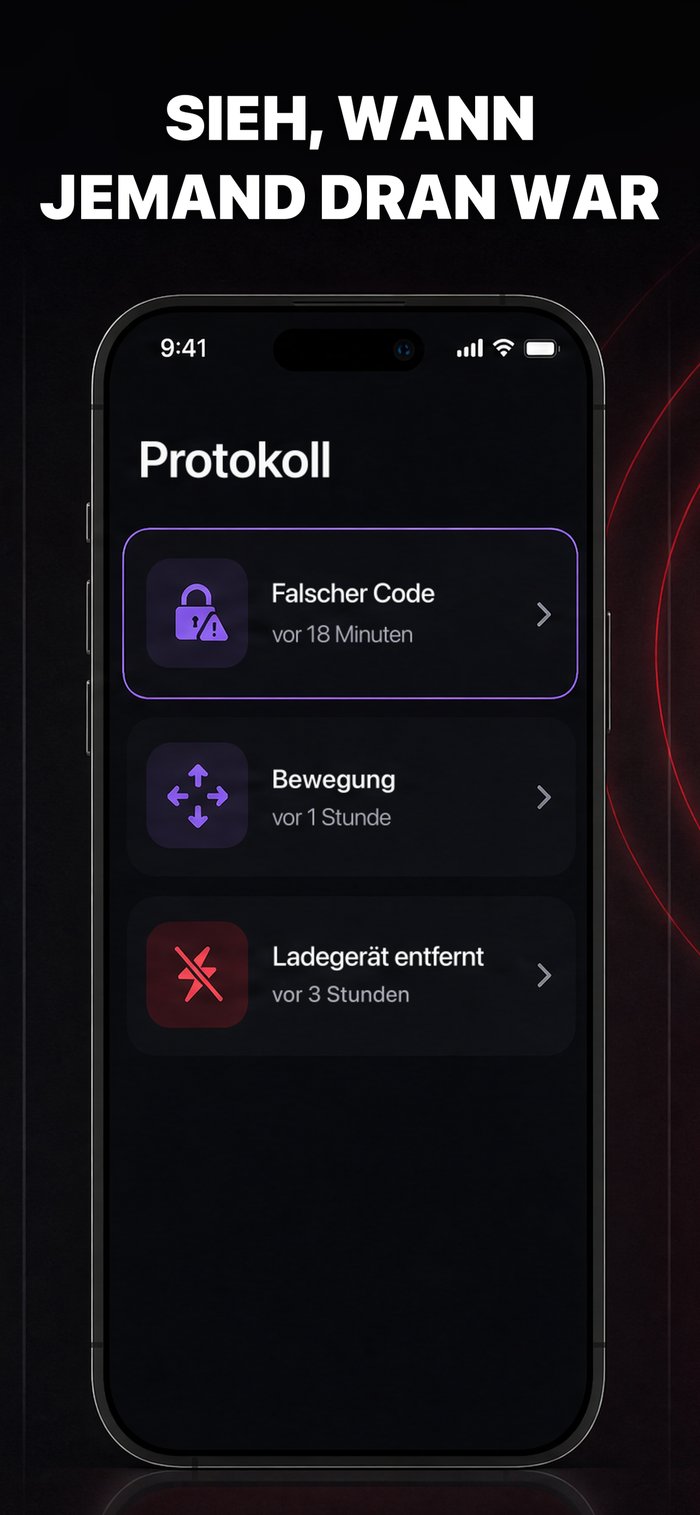 SIEH, WANN
JEMAND DRAN WAR
9:41
Protokoll
Falscher Code
vor 18 Minuten
Bewegung
vor 1 Stunde
Ladegerät entfernt
vor 3 Stunden